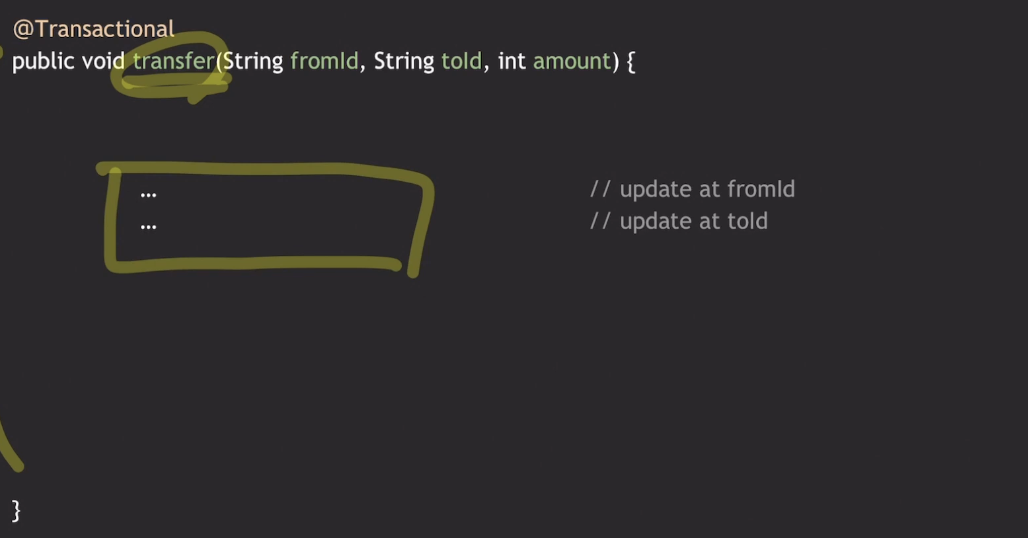 @Transactional
public void transfer(String fromId, String toId, int amount) {
... // update at fromId
... // update at toId
}